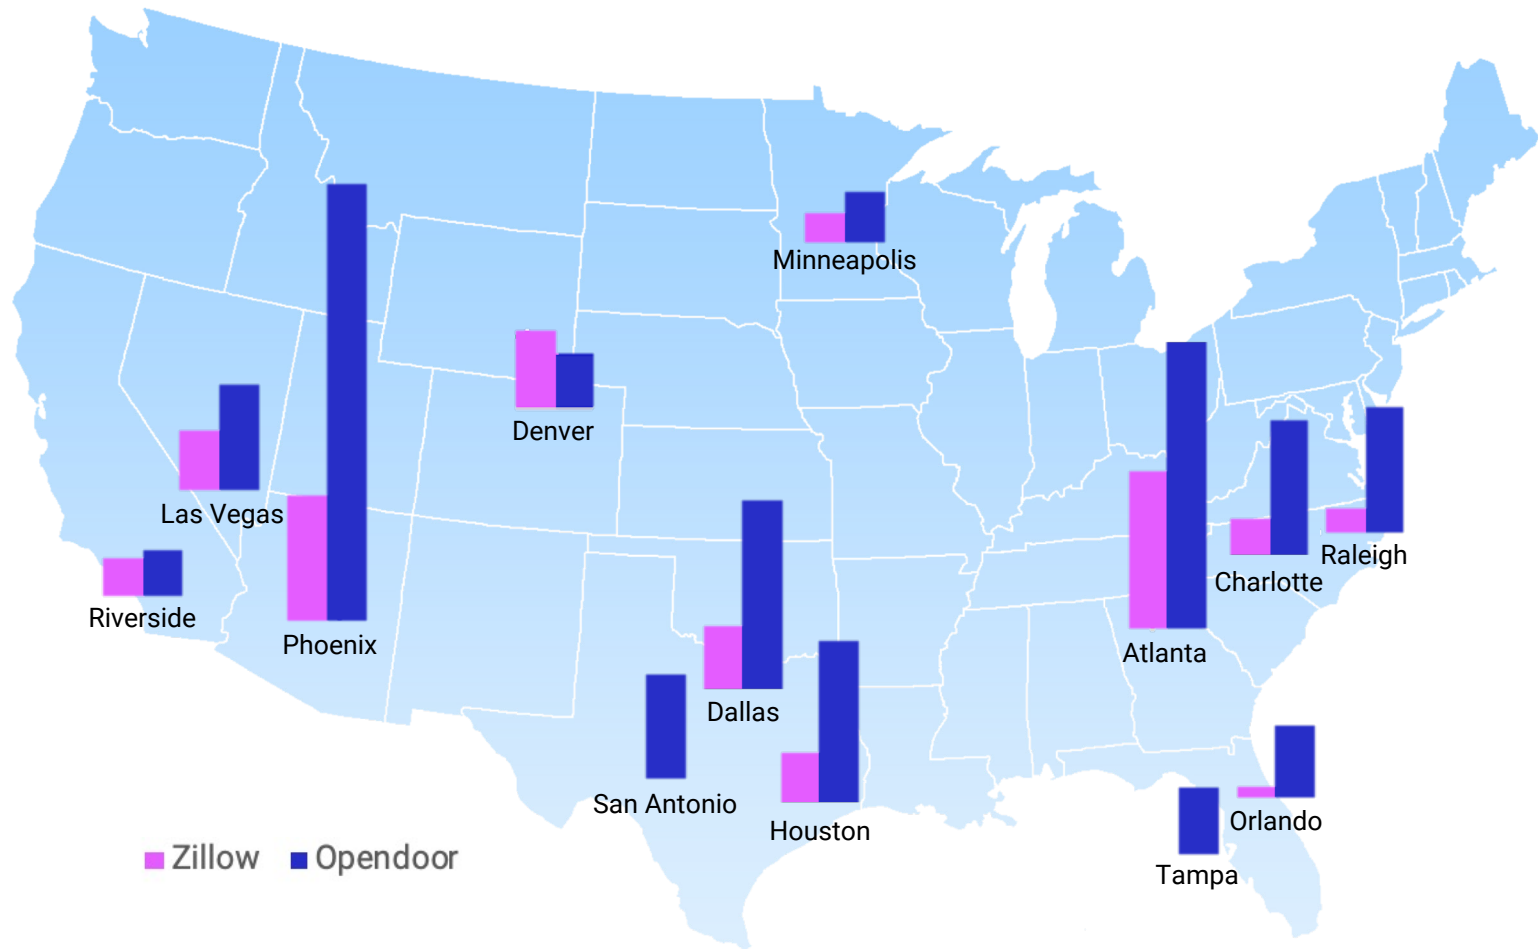 Minneapolis
Denver
Las Vegas
Raleigh
Charlotte
Riverside
Phoenix
Atlanta
Dallas
San Antonio
Orlando
Houston
Zillow Opendoor
Tampa